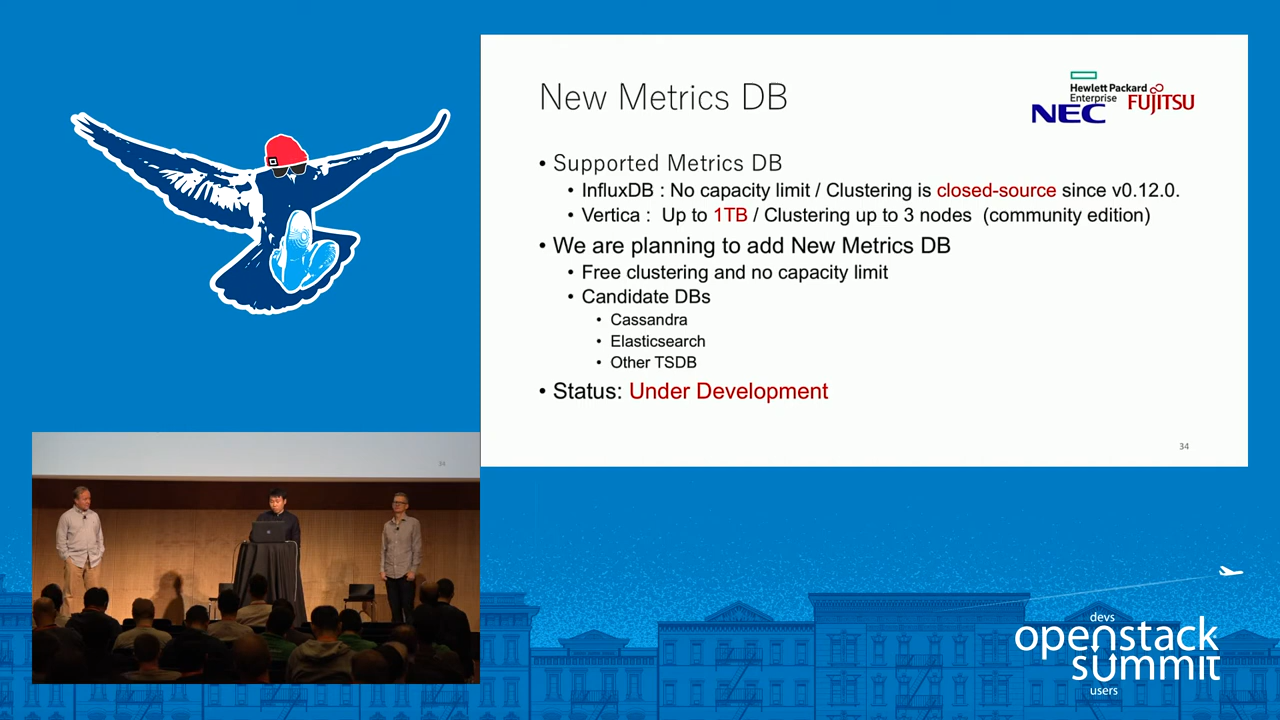 New Metrics DB
Hewlett Packard
Enterprise
NEC
FUJITSU
• Supported Metrics DB
• InfluxDB : No capacity limit / Clustering is closed-source since v0.12.0.
• Vertica : Up to 1TB / Clustering up to 3 nodes (community edition)
• We are planning to add New Metrics DB
• Free clustering and no capacity limit
• Candidate DBs
• Cassandra
• Elasticsearch
• Other TSDB
• Status: Under Development
34
34
devs
openstack
summit
users